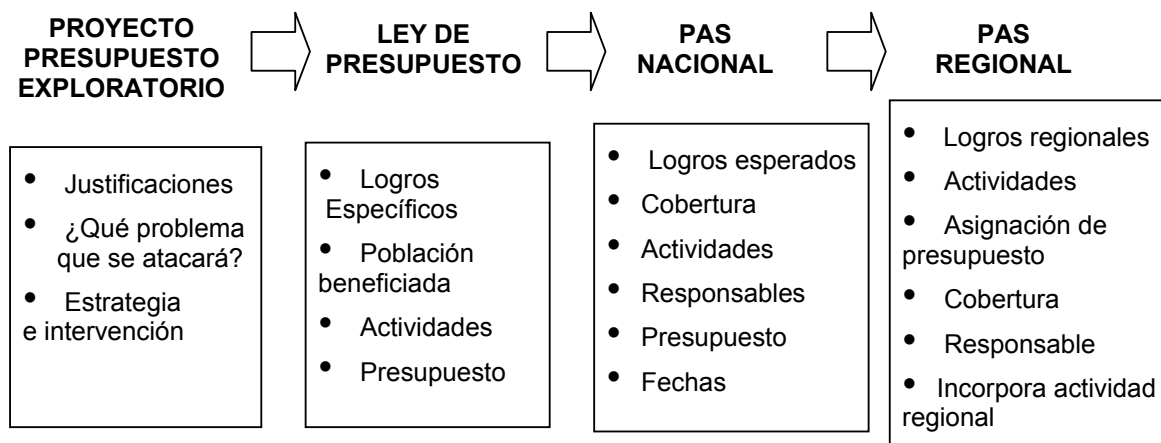 PROYECTO
PRESUPUESTO
EXPLORATORIO
LEY DE
PRESUPUESTO
PAS
NACIONAL
PAS
REGIONAL
• Justificaciones
• ¿Qué problema
que se atacará?
• Estrategia
e intervención
• Logros
Específicos
• Población
beneficiada
• Actividades
• Presupuesto
• Logros esperados
• Cobertura
• Actividades
• Responsables
• Presupuesto
• Fechas
• Logros regionales
• Actividades
• Asignación de
presupuesto
• Cobertura
• Responsable
• Incorpora actividad
regional